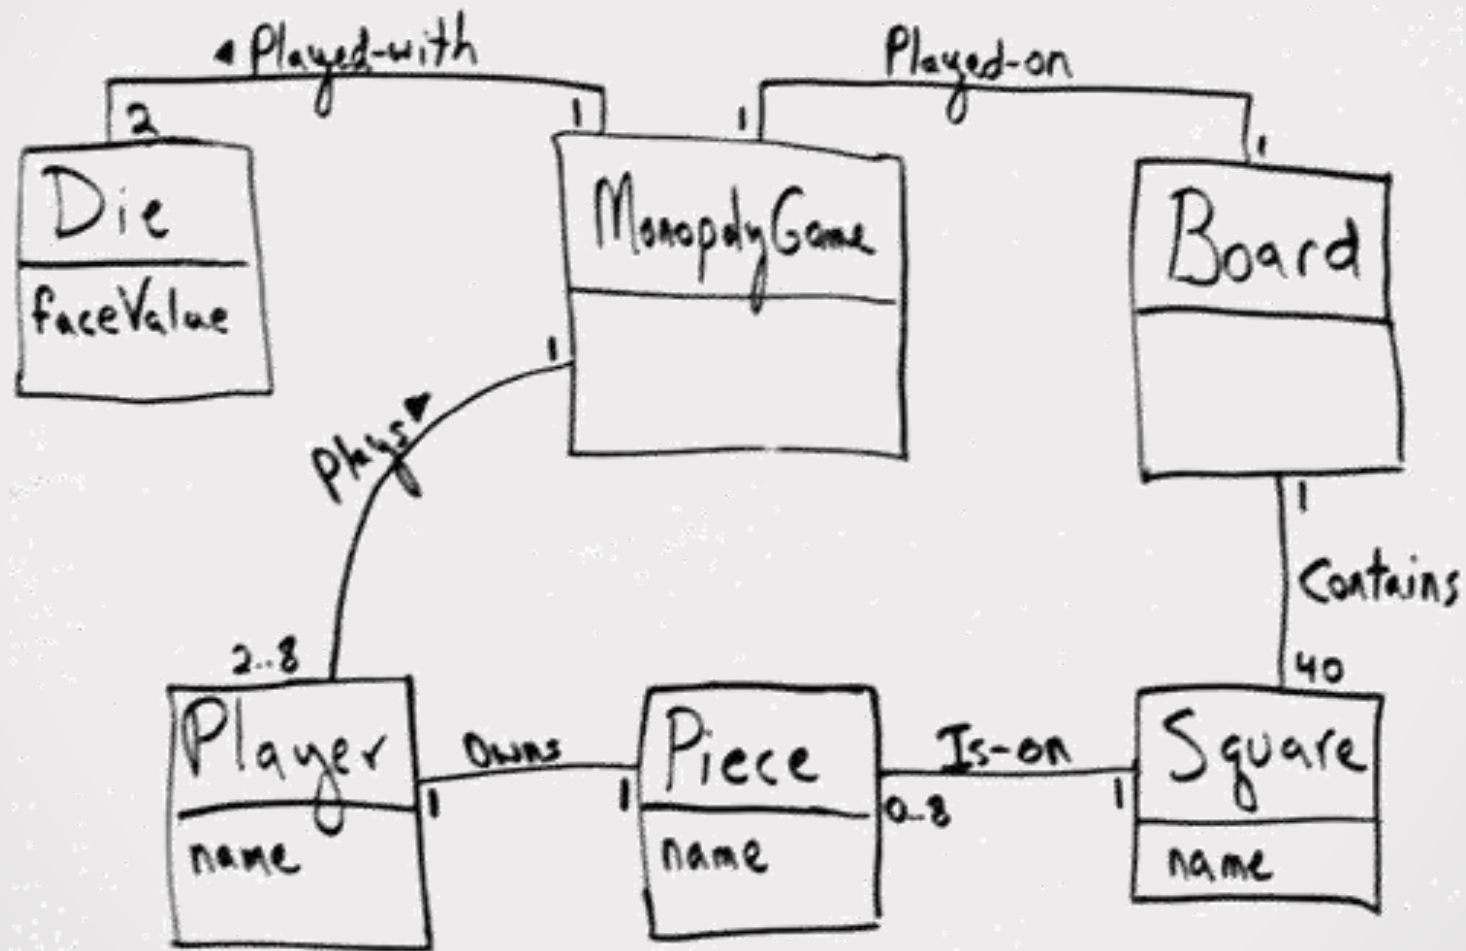 ◄ Played-with
Played-on
2
1
1
1
Die
faceValue
MonopolyGame
Board
1
Plays
1
Contains
2..8
40
Player
name
Owns
1
1
Piece
name
Is-on
0..8
1
Square
name